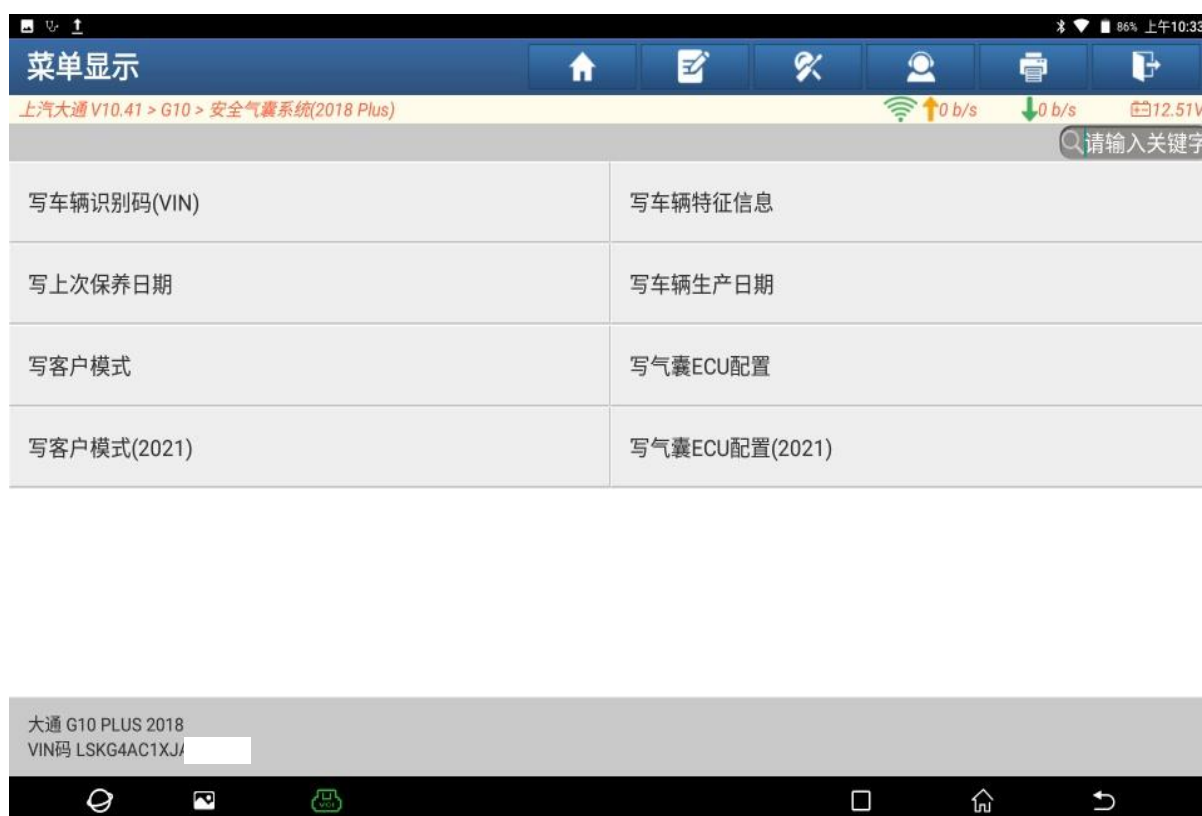 86% 上午10:33
菜单显示
上汽大通 V10.41 > G10 > 安全气囊系统(2018 Plus)
0 b/s 0 b/s 12.51V
请输入关键字
写车辆识别码(VIN) 写车辆特征信息
写上次保养日期 写车辆生产日期
写客户模式 写气囊ECU配置
写客户模式(2021) 写气囊ECU配置(2021)
大通 G10 PLUS 2018
VIN码 LSKG4AC1XJA
VCI